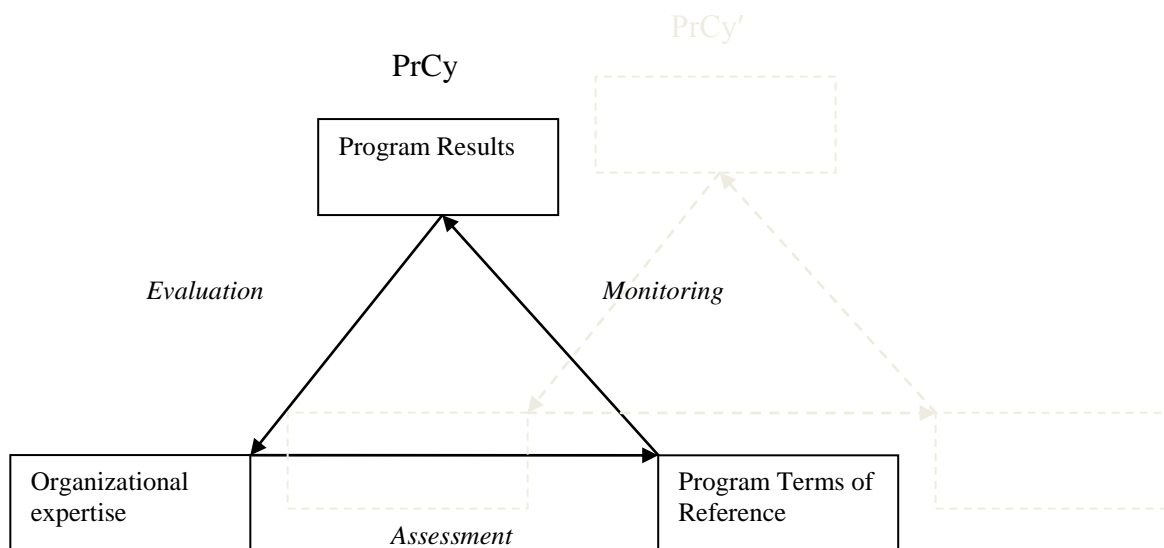 PrCy′
PrCy
Program Results
Evaluation
Monitoring
Organizational
expertise
Program Terms of
Reference
Assessment